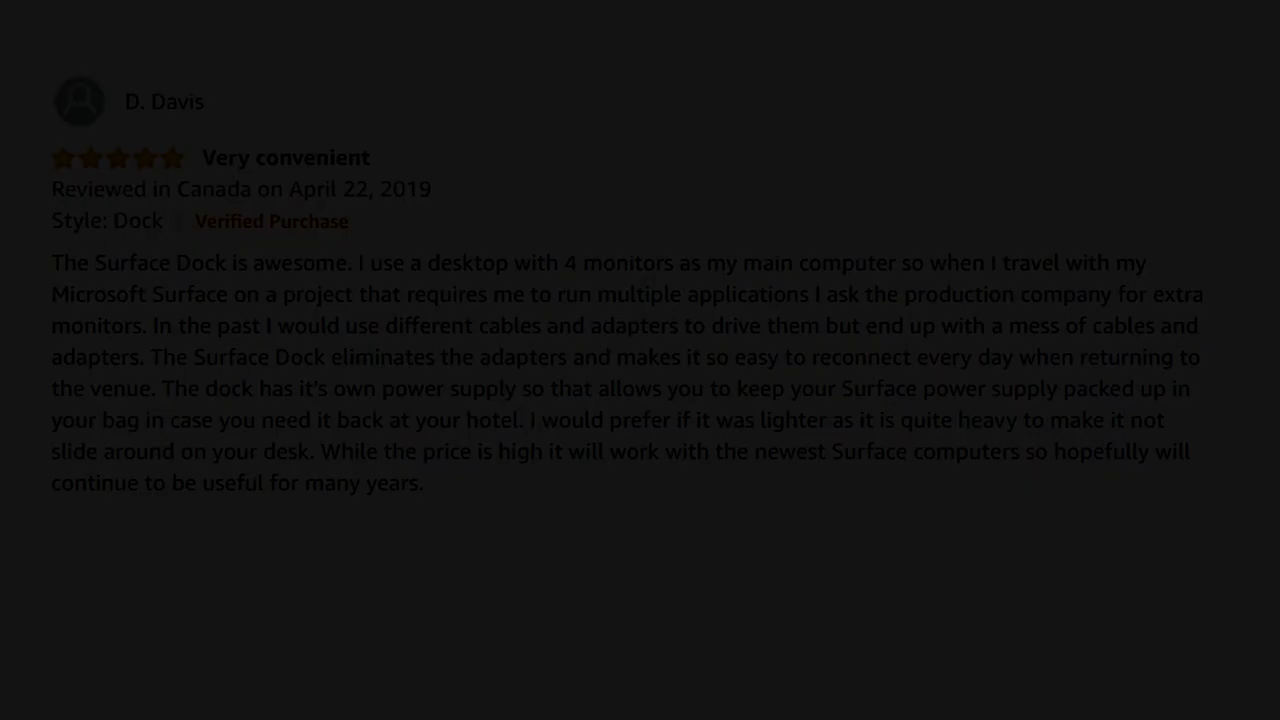 D. Davis
Very convenient
Reviewed in Canada on April 22, 2019
Style: Dock | Verified Purchase
The Surface Dock is awesome. I use a desktop with 4 monitors as my main computer so when I travel with my
Microsoft Surface on a project that requires me to run multiple applications I ask the production company for extra
monitors. In the past I would use different cables and adapters to drive them but end up with a mess of cables and
adapters. The Surface Dock eliminates the adapters and makes it so easy to reconnect every day when returning to
the venue. The dock has it's own power supply so that allows you to keep your Surface power supply packed up in
your bag in case you need it back at your hotel. I would prefer if it was lighter as it is quite heavy to make it not
slide around on your desk. While the price is high it will work with the newest Surface computers so hopefully will
continue to be useful for many years.